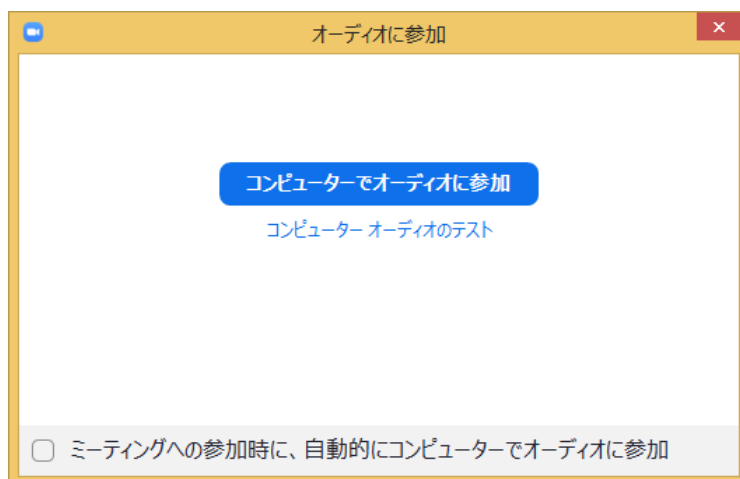 オーディオに参加
コンピューターでオーディオに参加
コンピューター オーディオのテスト
ミーティングへの参加時に、自動的にコンピューターでオーディオに参加